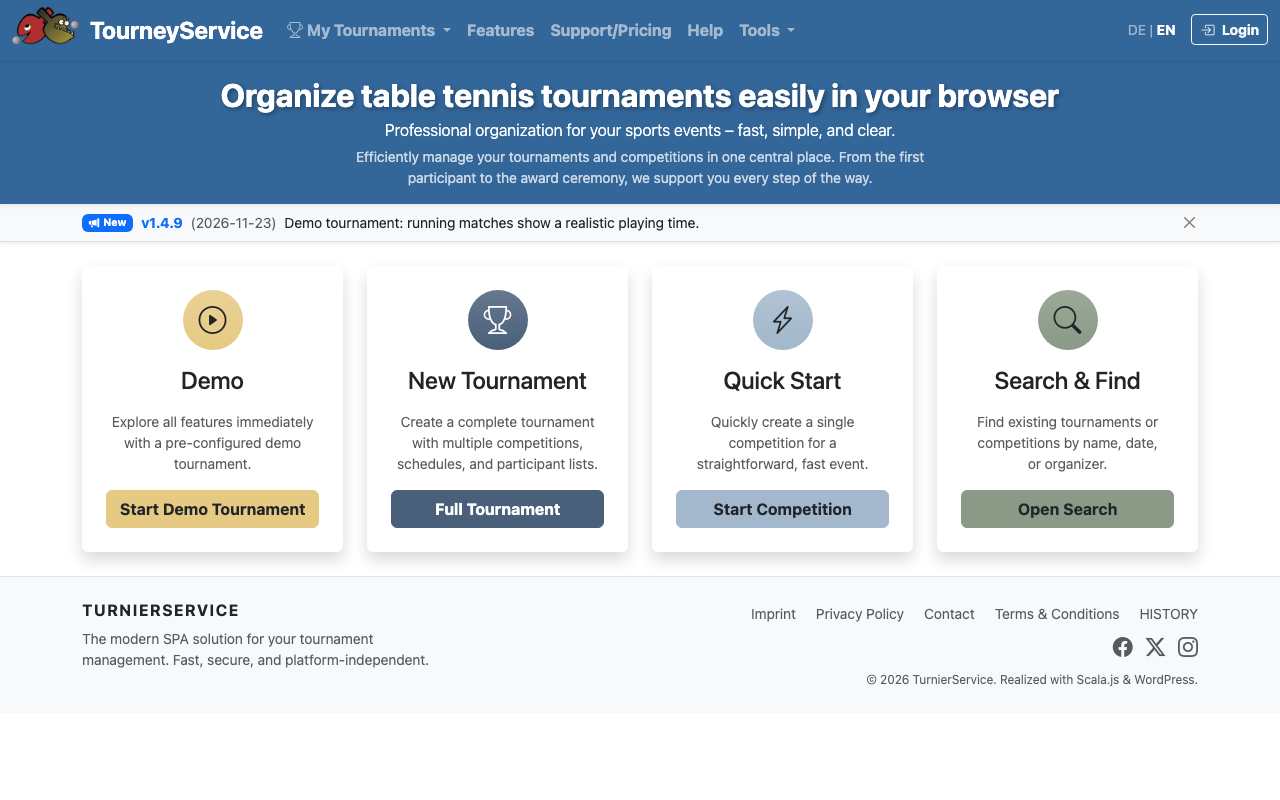 TourneyService
My Tournaments
Features
Support/Pricing
Help
Tools
DE | EN
Login
Organize table tennis tournaments easily in your browser
Professional organization for your sports events – fast, simple, and clear.
Efficiently manage your tournaments and competitions in one central place. From the first
participant to the award ceremony, we support you every step of the way.
New v1.4.9 (2026-11-23) Demo tournament: running matches show a realistic playing time.
Demo
Explore all features immediately
with a pre-configured demo
tournament.
Start Demo Tournament
New Tournament
Create a complete tournament
with multiple competitions,
schedules, and participant lists.
Full Tournament
Quick Start
Quickly create a single
competition for a
straightforward, fast event.
Start Competition
Search & Find
Find existing tournaments or
competitions by name, date,
or organizer.
Open Search
TURNIERSERVICE
The modern SPA solution for your tournament
management. Fast, secure, and platform-independent.
Imprint
Privacy Policy
Contact
Terms & Conditions
HISTORY
© 2026 TurnierService. Realized with Scala.js & WordPress.